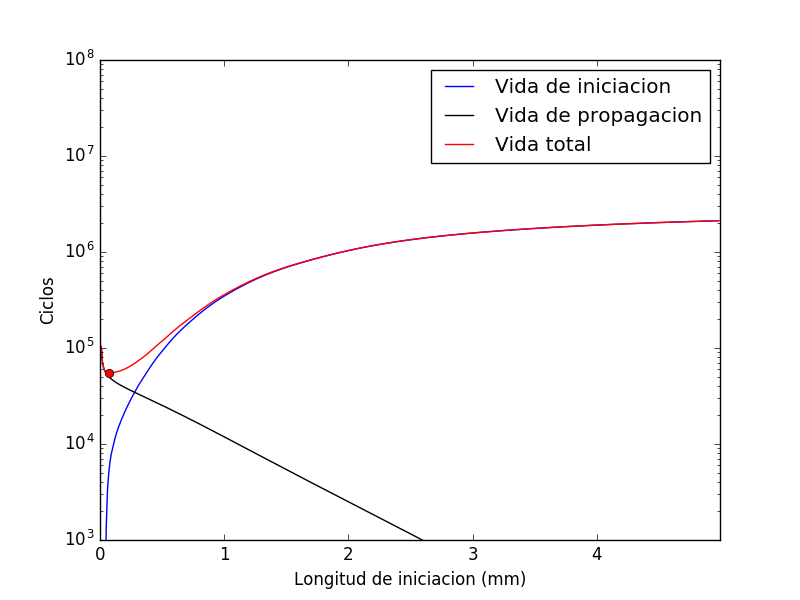 10^8
10^7
10^6
10^5
10^4
10^3
Ciclos
Vida de iniciacion
Vida de propagacion
Vida total
0 1 2 3 4
Longitud de iniciacion (mm)